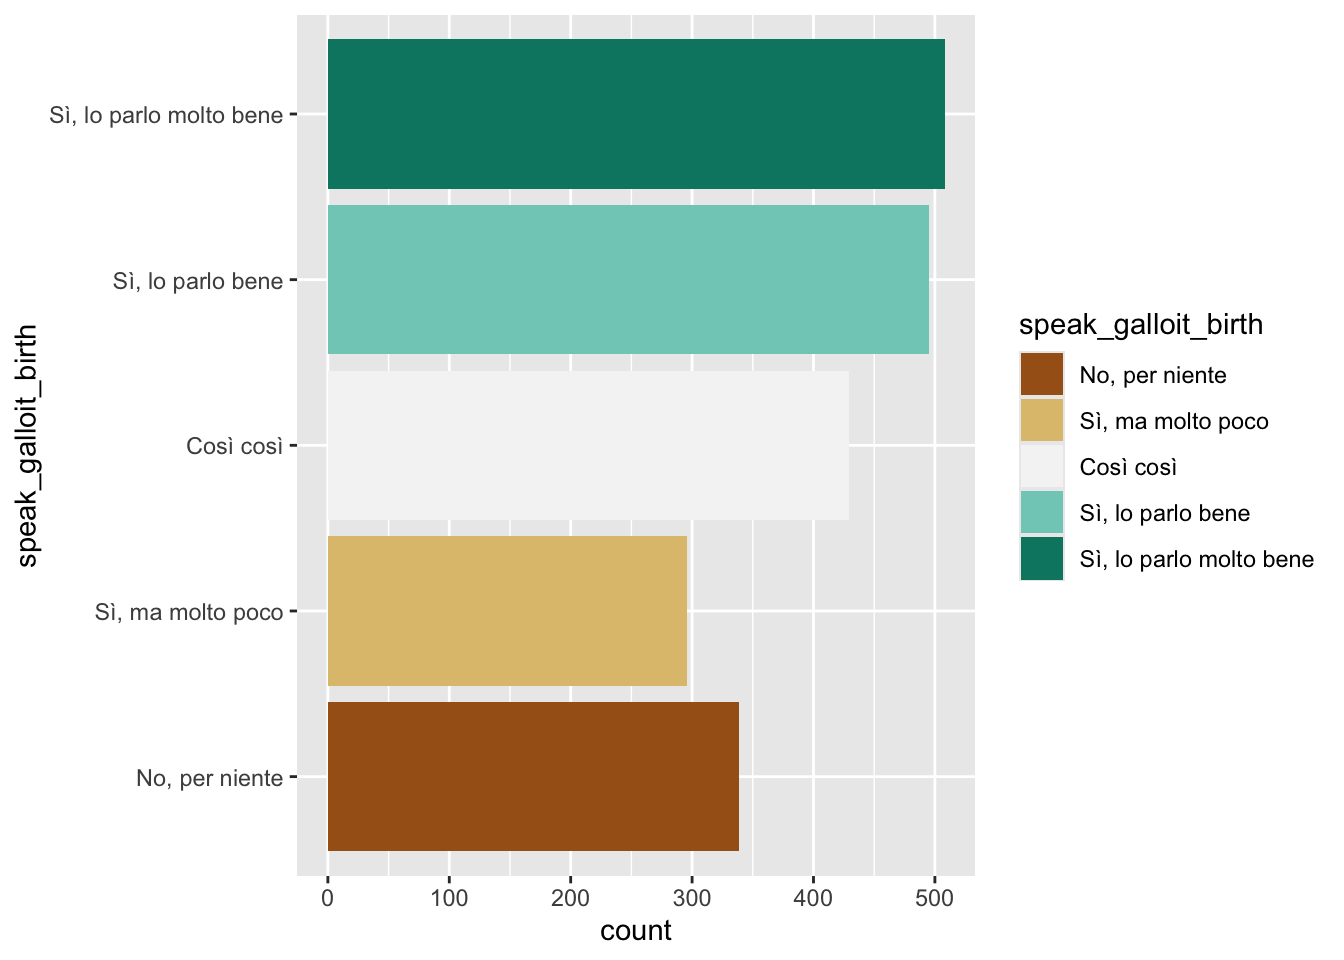 speak_galloit_birth
Sì, lo parlo molto bene
Sì, lo parlo bene
Così così
Sì, ma molto poco
No, per niente
0 100 200 300 400 500
count
speak_galloit_birth
No, per niente
Sì, ma molto poco
Così così
Sì, lo parlo bene
Sì, lo parlo molto bene